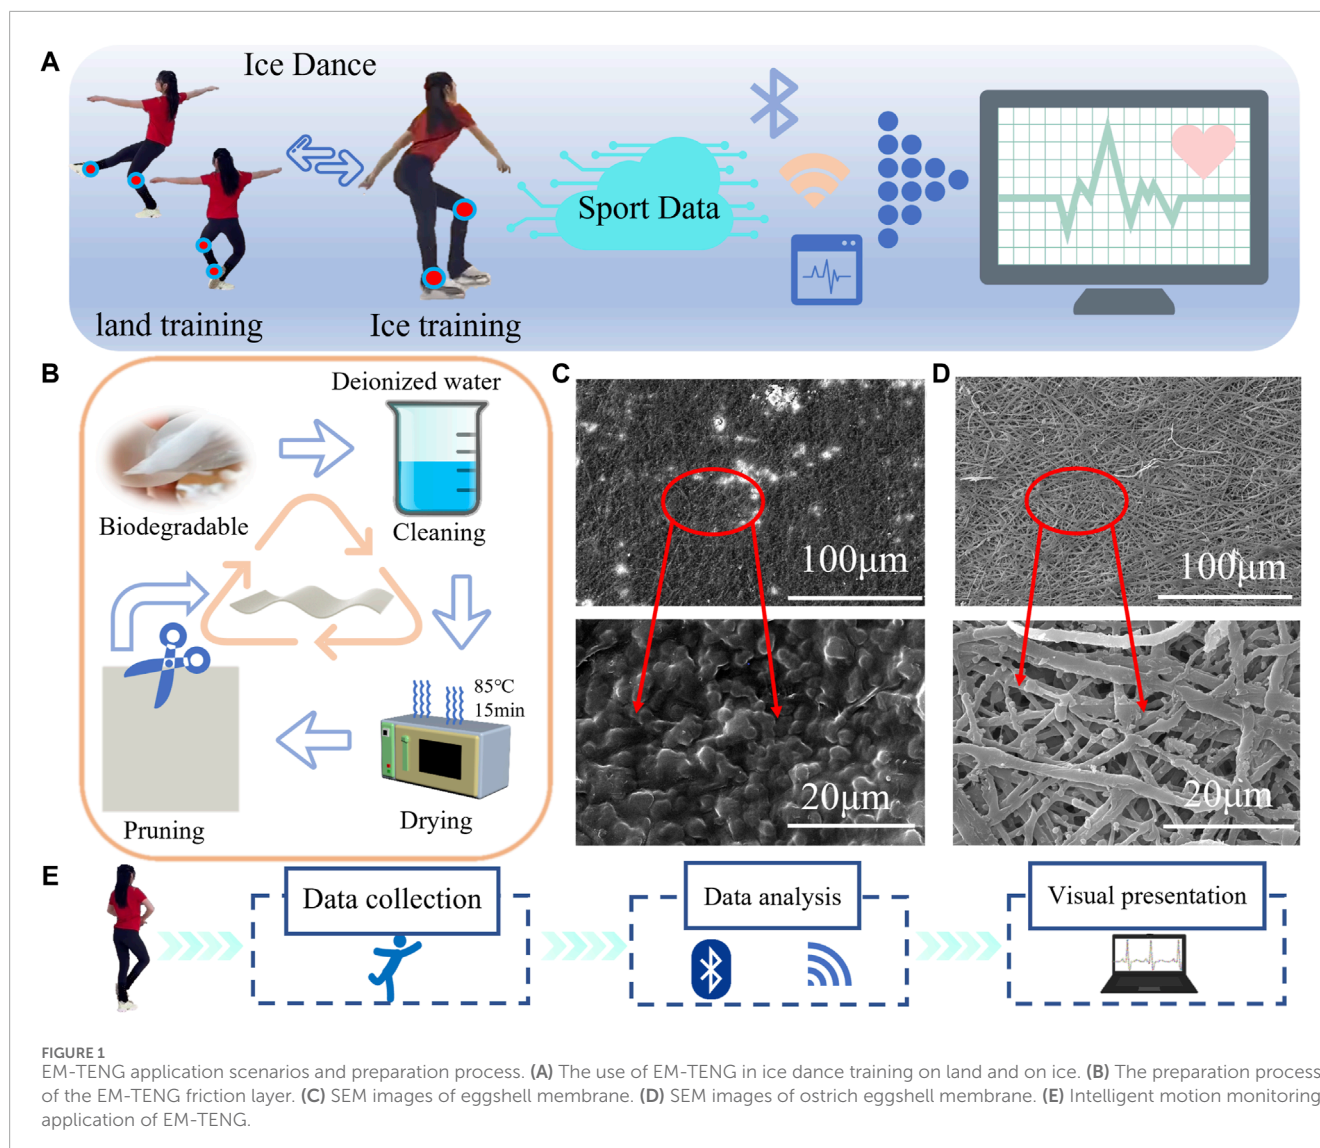 A
Ice Dance
Sport Data
land training
Ice training
B
Deionized water
Biodegradable
Cleaning
85℃
15min
Pruning
Drying
C
100μm
20μm
D
100μm
20μm
E
Data collection
Data analysis
Visual presentation
FIGURE 1
EM-TENG application scenarios and preparation process. (A) The use of EM-TENG in ice dance training on land and on ice. (B) The preparation process
of the EM-TENG friction layer. (C) SEM images of eggshell membrane. (D) SEM images of ostrich eggshell membrane. (E) Intelligent motion monitoring
application of EM-TENG.